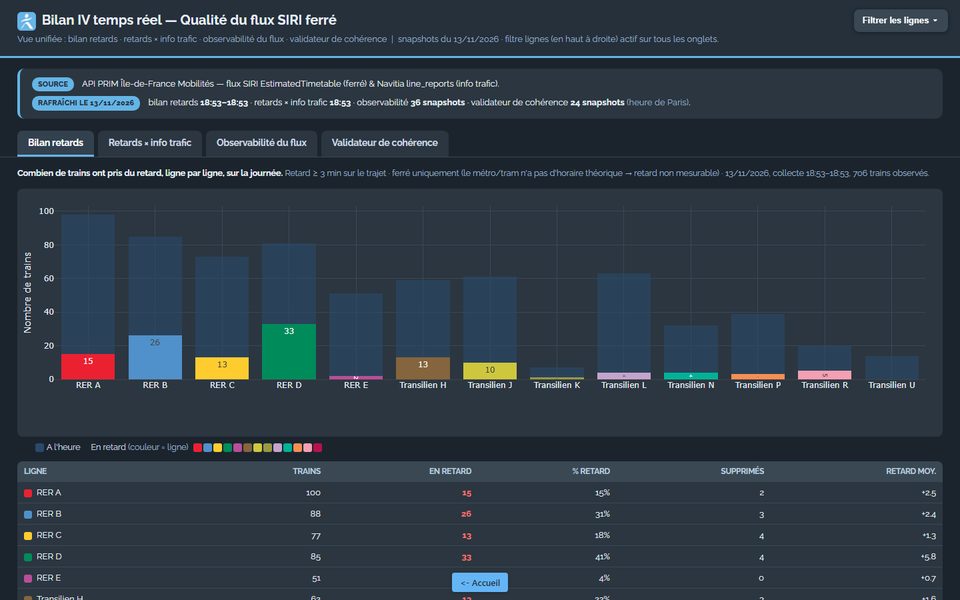 Bilan IV temps réel — Qualité du flux SIRI ferré
Filtrer les lignes
Vue unifiée : bilan retards · retards × info trafic · observabilité du flux · validateur de cohérence | snapshots du 13/11/2026 · filtre lignes (en haut à droite) actif sur tous les onglets.
SOURCE API PRIM Île-de-France Mobilités — flux SIRI EstimatedTimetable (ferré) & Navitia line_reports (info trafic).
RAFRAÎCHI LE 13/11/2026 bilan retards 18:53–18:53 · retards × info trafic 18:53 · observabilité 36 snapshots · validateur de cohérence 24 snapshots (heure de Paris).
Bilan retards Retards × info trafic Observabilité du flux Validateur de cohérence
Combien de trains ont pris du retard, ligne par ligne, sur la journée. Retard ≥ 3 min sur le trajet · ferré uniquement (le métro/tram n'a pas d'horaire théorique → retard non mesurable) · 13/11/2026, collecte 18:53–18:53, 706 trains observés.
Nombre de trains
100
80
60
40
20
0
15 26 13 33 2 13 10 4 4 5
RER A RER B RER C RER D RER E Transilien H Transilien J Transilien K Transilien L Transilien N Transilien P Transilien R Transilien U
A l'heure En retard (couleur = ligne)
LIGNE TRAINS EN RETARD % RETARD SUPPRIMÉS RETARD MOY.
RER A 100 15 15% 2 +2.5
RER B 88 26 31% 3 +2.4
RER C 77 13 18% 4 +1.3
RER D 85 33 41% 4 +5.8
RER E 51 4% 0 +0.7
<- Accueil
Transilien H 62 13 22% 3 +1.6